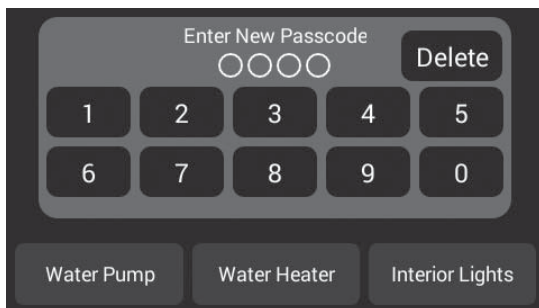 Enter New Passcode
Delete
1 2 3 4 5
6 7 8 9 0
Water Pump Water Heater Interior Lights